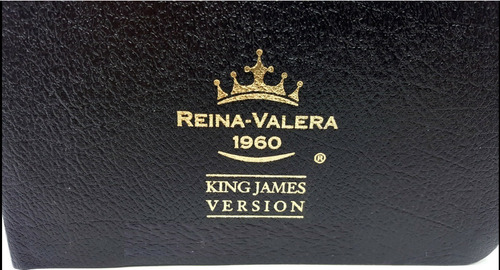 REINA-VALERA
1960
®
KING JAMES
VERSION